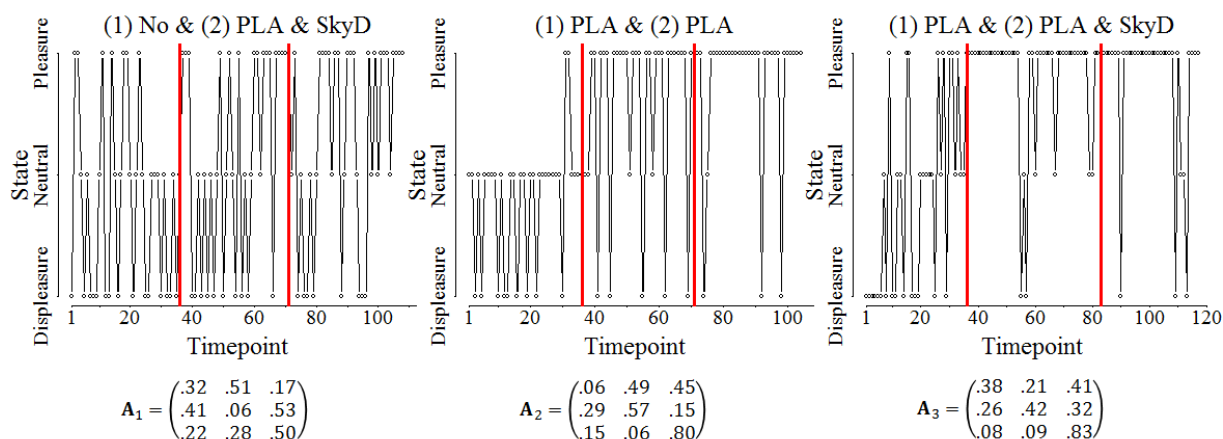 (1) No & (2) PLA & SkyD
Pleasure
Neutral
Displeasure
State
1 20 40 60 80 100
Timepoint
A₁ = (.32 .51 .17
.41 .06 .53
.22 .28 .50)
(1) PLA & (2) PLA
Pleasure
Neutral
Displeasure
State
1 20 40 60 80 100
Timepoint
A₂ = (.06 .49 .45
.29 .57 .15
.15 .06 .80)
(1) PLA & (2) PLA & SkyD
Pleasure
Neutral
Displeasure
State
1 20 40 60 80 100 120
Timepoint
A₃ = (.38 .21 .41
.26 .42 .32
.08 .09 .83)